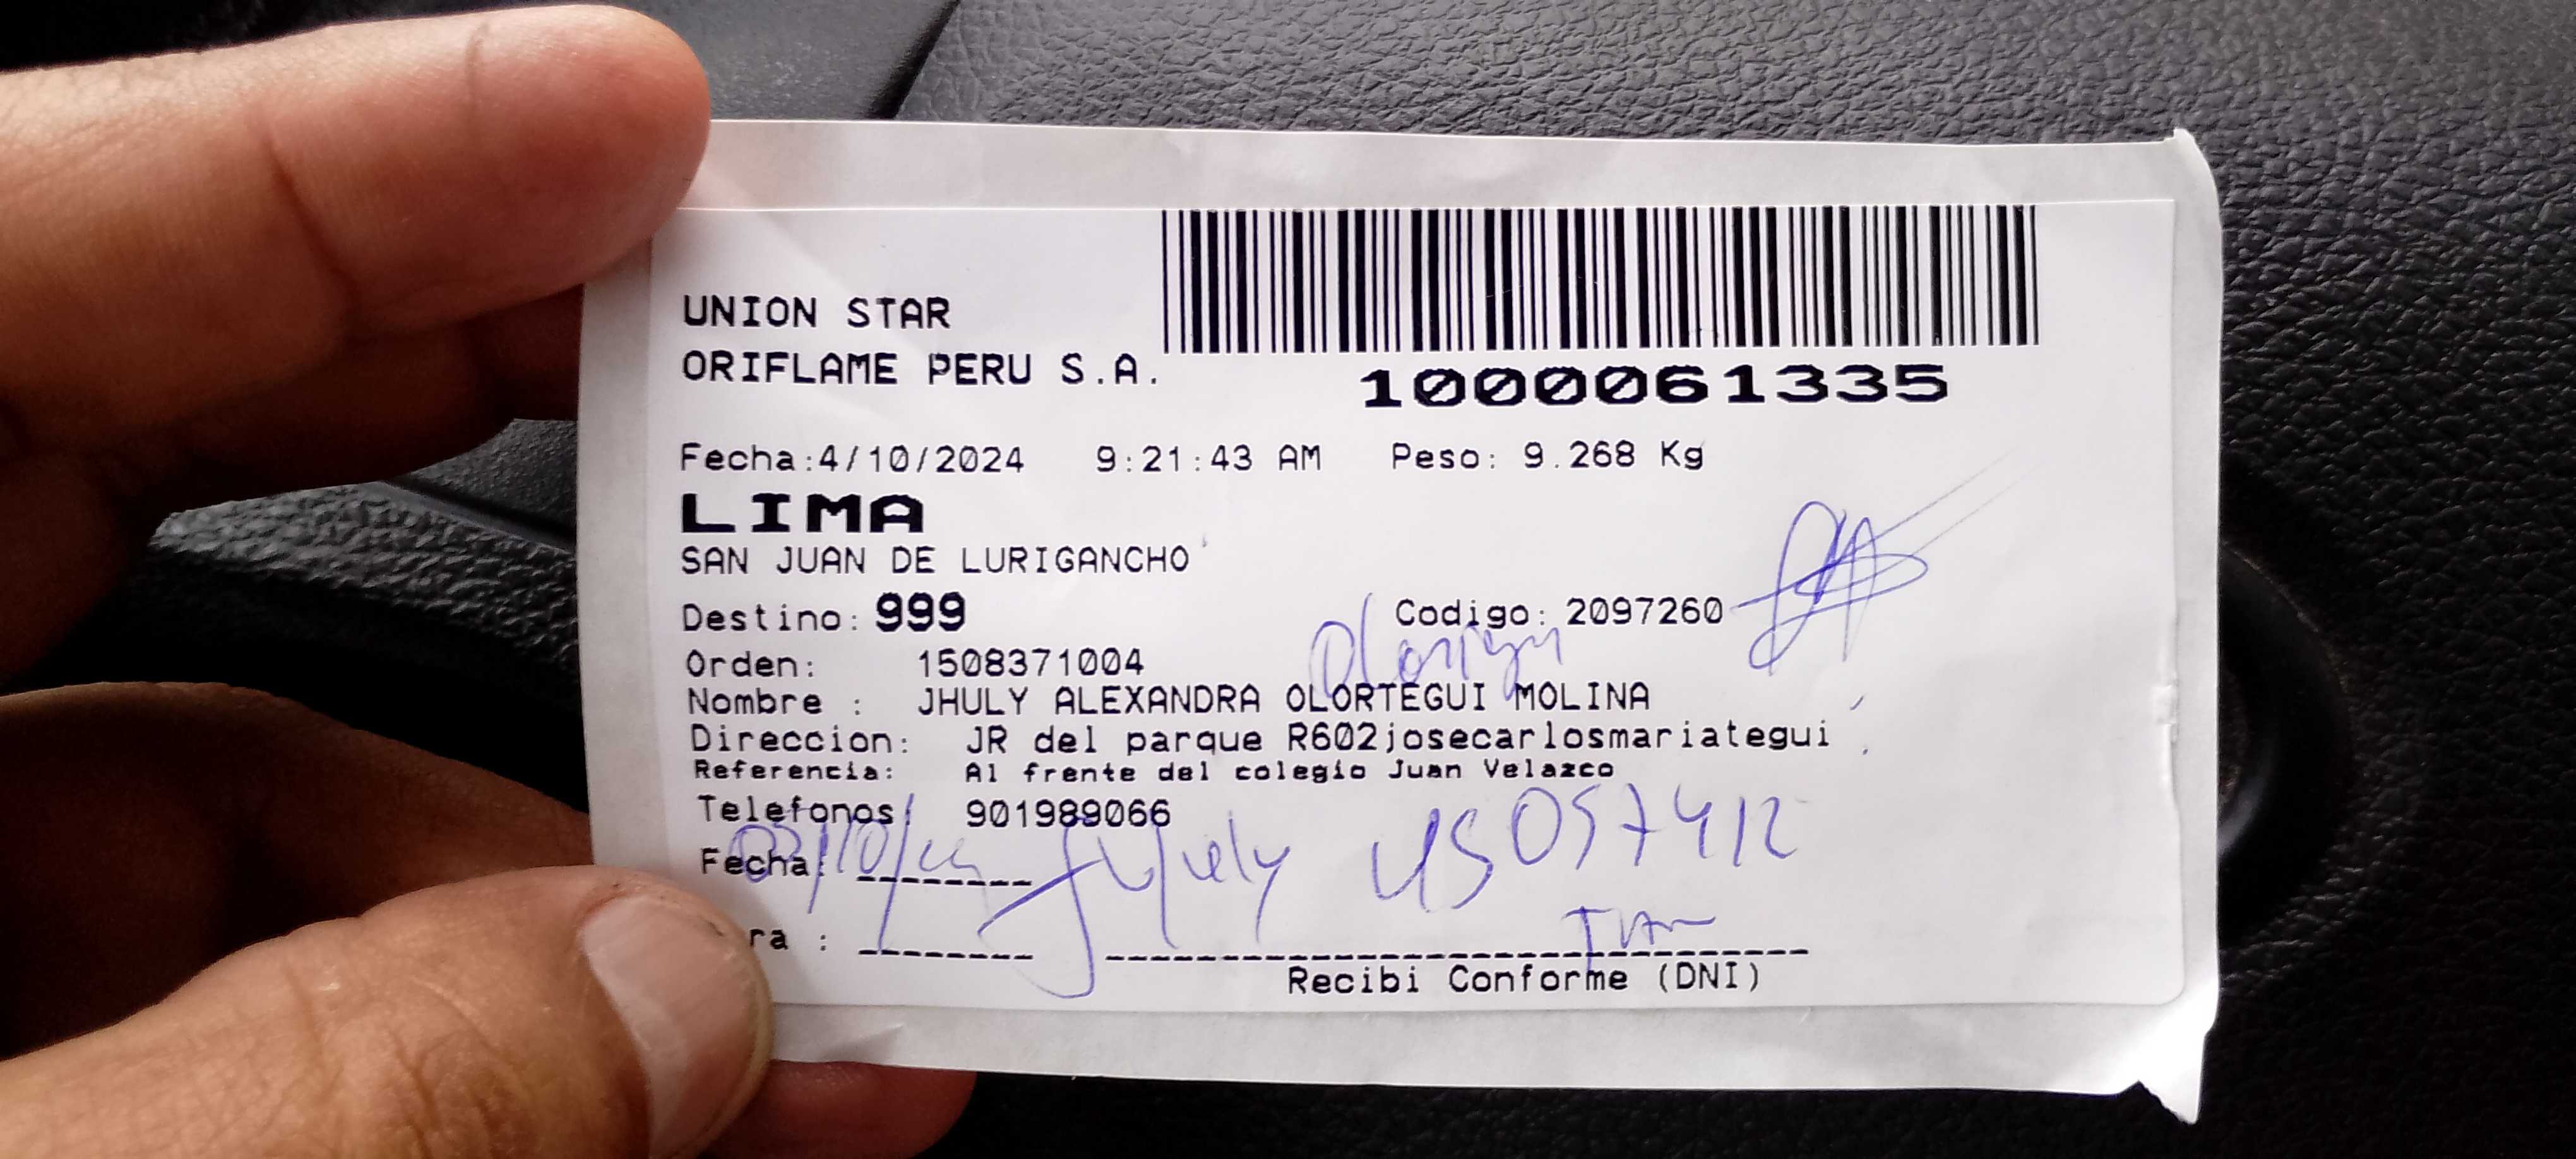 UNION STAR
ORIFLAME PERU S.A.
1000061335
Fecha:4/10/2024 9:21:43 AM Peso: 9.268 Kg
LIMA
SAN JUAN DE LURIGANCHO
Destino: 999 Codigo: 2097260
Orden: 1508371004
Nombre : JHULY ALEXANDRA OLORTEGUI MOLINA
Direccion: JR del parque R602josecarlosmariategui
Referencia: Al frente del colegio Juan Velazco
Telefonos: 901989066
Fecha:
ra :
Recibi Conforme (DNI)